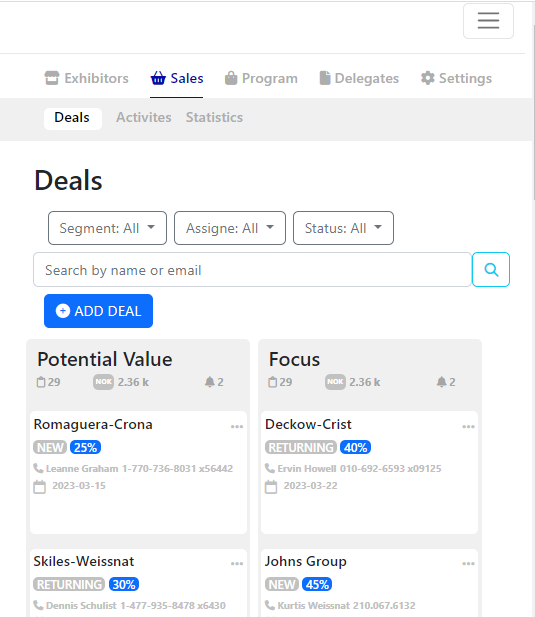 Exhibitors Sales Program Delegates Settings
Deals Activites Statistics
Deals
Segment: All Assigne: All Status: All
Search by name or email
ADD DEAL
Potential Value
29 NOK 2.36 k 2
Romaguera-Crona
NEW 25%
Leanne Graham 1-770-736-8031 x56442
2023-03-15
Skiles-Weissnat
RETURNING 30%
Dennis Schulist 1-477-935-8478 x6430
Focus
29 NOK 2.36 k 2
Deckow-Crist
RETURNING 40%
Ervin Howell 010-692-6593 x09125
2023-03-22
Johns Group
NEW 45%
Kurtis Weissnat 210.067.6132